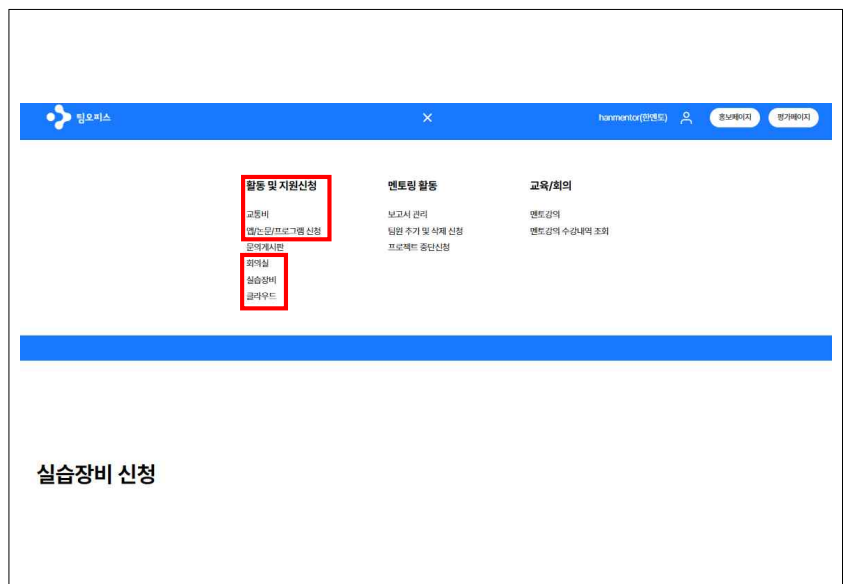 팀오피스
hanmentor(한멘토)
홍보페이지
평가페이지
활동 및 지원신청
교통비
앱/논문/프로그램 신청
문의게시판
회의실
실습장비
클라우드
멘토링 활동
보고서 관리
팀원 추가 및 삭제 신청
프로젝트 중단신청
교육/회의
멘토강의
멘토강의 수강내역 조회
실습장비 신청